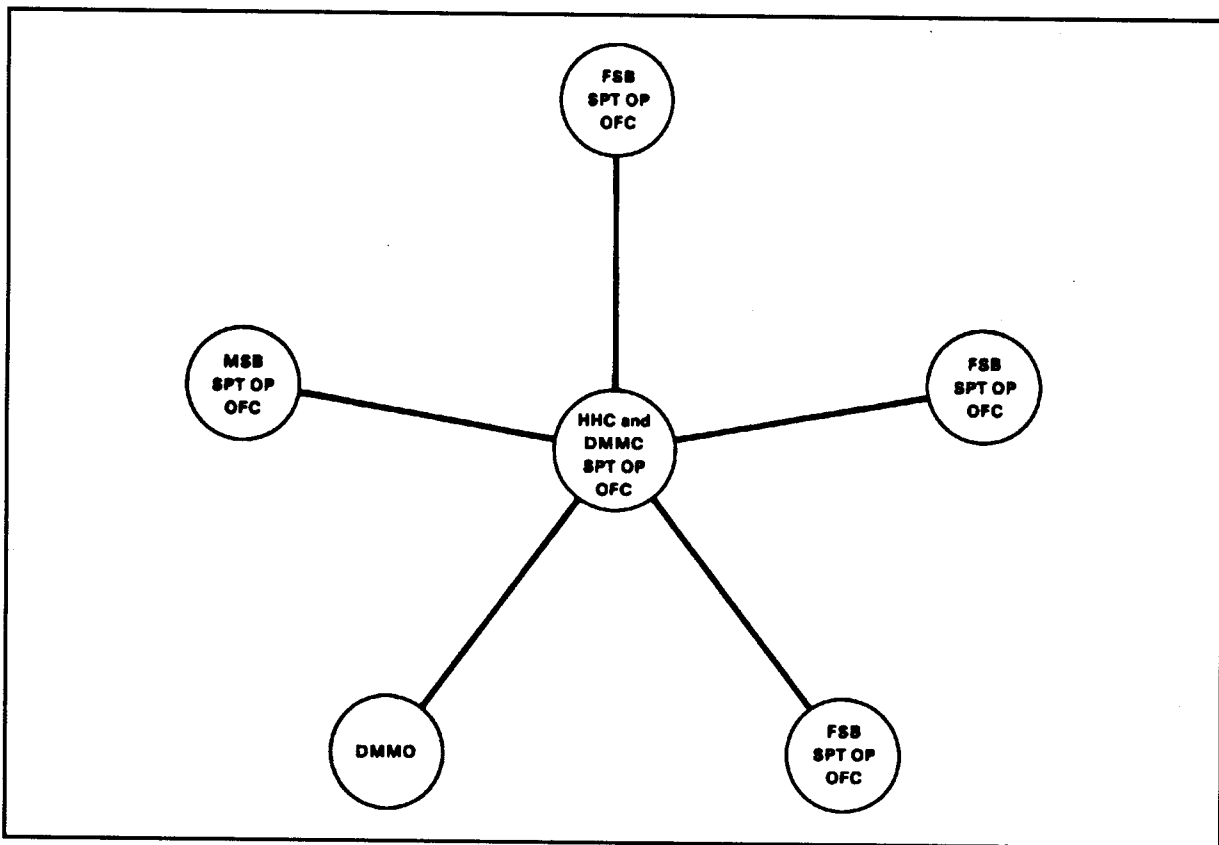 FSB
SPT OP
OFC
MSB
SPT OP
OFC
FSB
SPT OP
OFC
HHC and
DMMC
SPT OP
OFC
DMMO
FSB
SPT OP
OFC